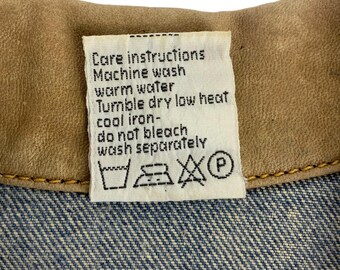 Care instructions
Machine wash
warm water
Tumble dry low heat
cool iron-
do not bleach
wash separately
P